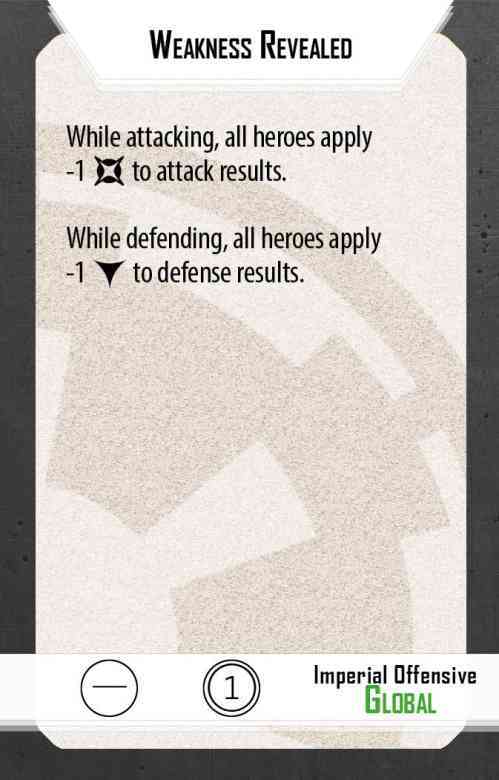 Weakness Revealed
While attacking, all heroes apply
-1 to attack results.
While defending, all heroes apply
-1 to defense results.
— 1 Imperial Offensive
Global